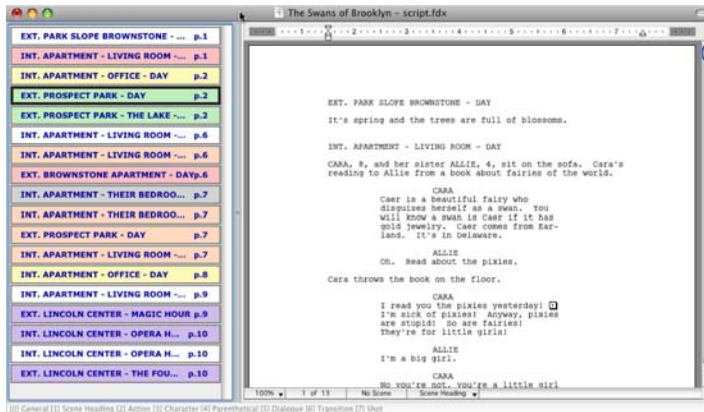 The Swans of Brooklyn - script.fdx
EXT. PARK SLOPE BROWNSTONE - ... p.1
INT. APARTMENT - LIVING ROOM -... p.1
INT. APARTMENT - OFFICE - DAY p.2
EXT. PROSPECT PARK - DAY p.2
EXT. PROSPECT PARK - THE LAKE -... p.2
INT. APARTMENT - LIVING ROOM -... p.6
INT. APARTMENT - LIVING ROOM -... p.6
EXT. BROWNSTONE APARTMENT - DAY p.6
INT. APARTMENT - THEIR BEDROO... p.7
INT. APARTMENT - THEIR BEDROO... p.7
EXT. PROSPECT PARK - DAY p.7
INT. APARTMENT - LIVING ROOM -... p.7
INT. APARTMENT - OFFICE - DAY p.8
INT. APARTMENT - LIVING ROOM -... p.9
EXT. LINCOLN CENTER - MAGIC HOUR p.9
INT. LINCOLN CENTER - OPERA H... p.10
INT. LINCOLN CENTER - OPERA H... p.10
EXT. LINCOLN CENTER - THE FOU... p.10
1 2 3 4 5 6 7
EXT. PARK SLOPE BROWNSTONE - DAY
It's spring and the trees are full of blossoms.
INT. APARTMENT - LIVING ROOM - DAY
CARA, 8, and her sister ALLIE, 4, sit on the sofa. Cara's
reading to Allie from a book about fairies of the world.
CARA
Caer is a beautiful fairy who
disguises herself as a swan. You
will know a swan is Caer if it has
gold jewelry. Caer comes from Ear-
land. It's in Delaware.
ALLIE
Oh. Read about the pixies.
Cara throws the book on the floor.
CARA
I read you the pixies yesterday!
I'm sick of pixies! Anyway, pixies
are stupid! So are fairies!
They're for little girls!
ALLIE
I'm a big girl.
CARA
No you're not, you're a little girl
100% 1 of 13 No Scene Scene Heading
[0] General [1] Scene Heading [2] Action [3] Character [4] Parenthetical [5] Dialogue [6] Transition [7] Shot